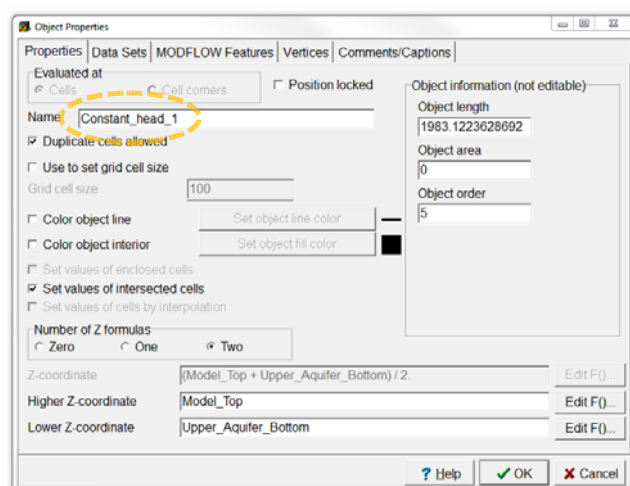 Object Properties
Properties Data Sets MODFLOW Features Vertices Comments/Captions
Evaluated at
Cells Cell corners
Position locked
Name Constant_head_1
Duplicate cells allowed
Use to set grid cell size
Grid cell size 100
Color object line Set object line color
Color object interior Set object fill color
Set values of enclosed cells
Set values of intersected cells
Set values of cells by interpolation
Number of Z formulas
Zero One Two
Z-coordinate (Model_Top + Upper_Aquifer_Bottom) / 2. Edit F()...
Higher Z-coordinate Model_Top Edit F()...
Lower Z-coordinate Upper_Aquifer_Bottom Edit F()...
Object information (not editable)
Object length
1983.1223628692
Object area
0
Object order
5
? Help OK Cancel